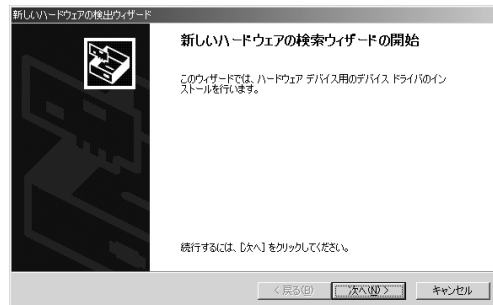 新しいハードウェアの検出ウィザード
新しいハードウェアの検索ウィザードの開始
このウィザードでは、ハードウェア デバイス用のデバイス ドライバのイン
ストールを行います。
続行するには、[次へ] をクリックしてください。
< 戻る(B) 次へ(N) > キャンセル